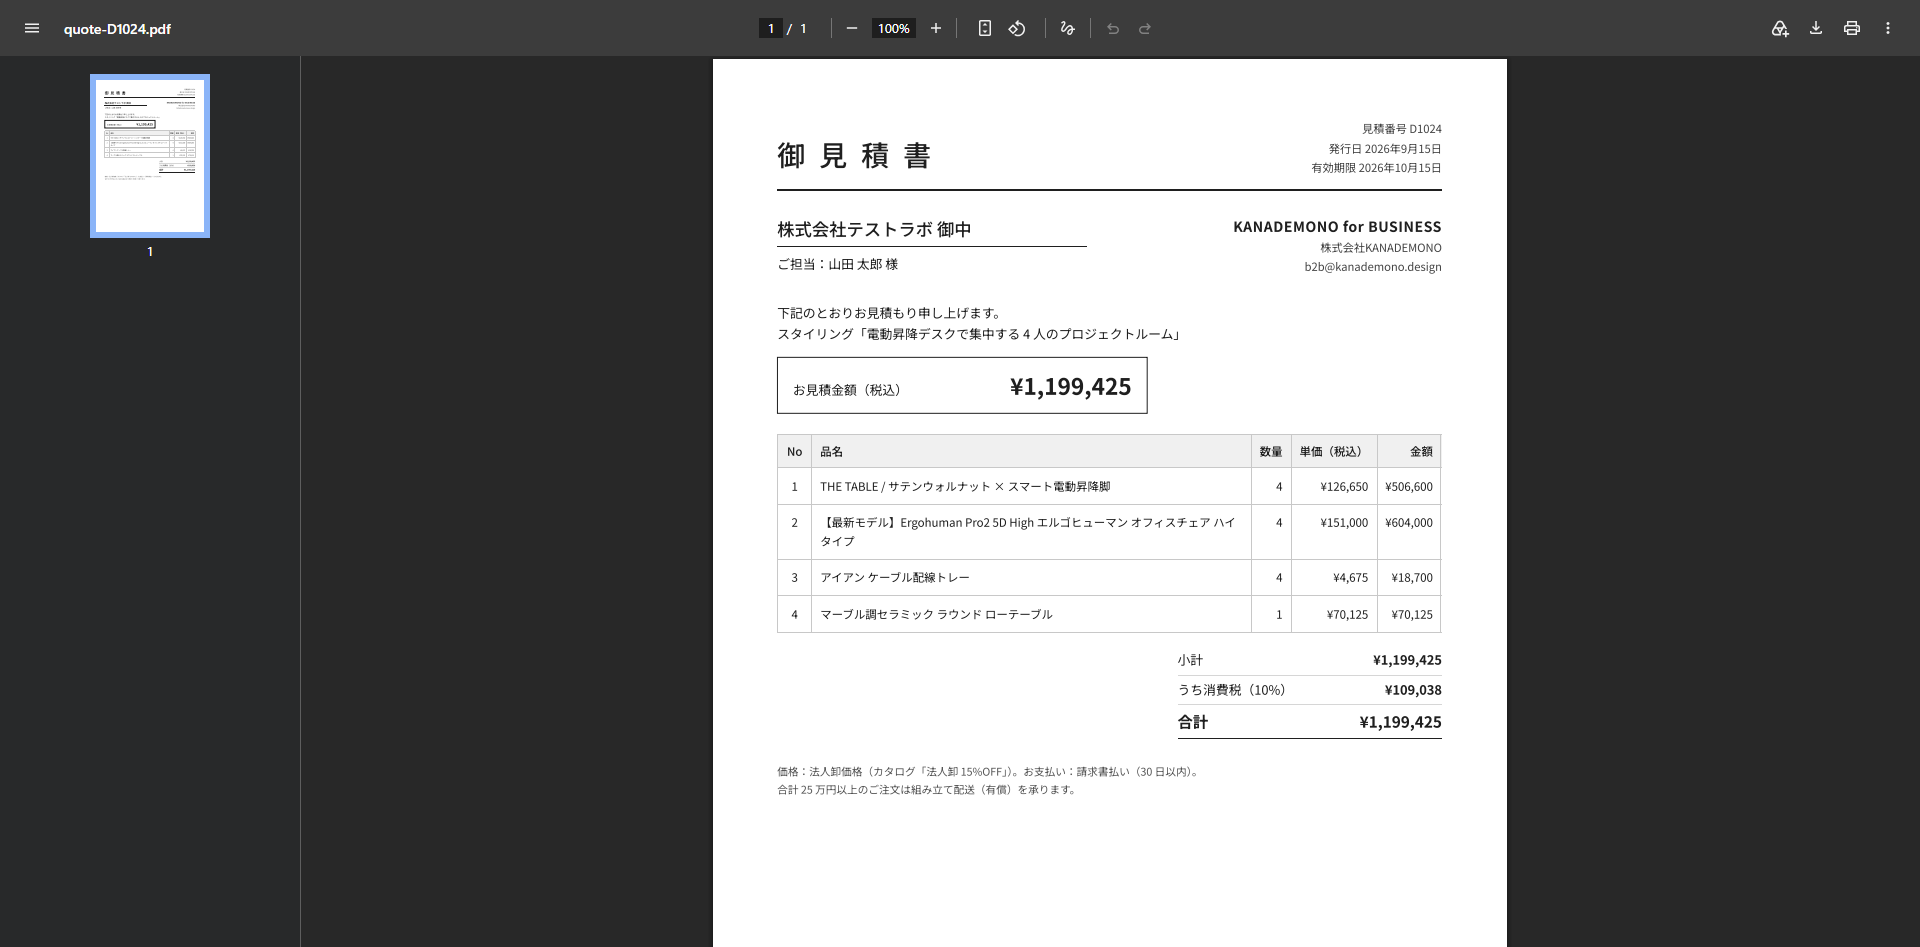 quote-D1024.pdf
1 / 1
100%
1
御見積書
見積番号 D1024
発行日 2026年9月15日
有効期限 2026年10月15日
株式会社テストラボ 御中
ご担当：山田 太郎 様
KANADEMONO for BUSINESS
株式会社KANADEMONO
b2b@kanademono.design
下記のとおりお見積もり申し上げます。
スタイリング「電動昇降デスクで集中する 4 人のプロジェクトルーム」
お見積金額（税込） ¥1,199,425
No 品名 数量 単価（税込） 金額
1 THE TABLE / サテンウォルナット × スマート電動昇降脚 4 ¥126,650 ¥506,600
2 【最新モデル】Ergohuman Pro2 5D High エルゴヒューマン オフィスチェア ハイ 4 ¥151,000 ¥604,000
タイプ
3 アイアン ケーブル配線トレー 4 ¥4,675 ¥18,700
4 マーブル調セラミック ラウンド ローテーブル 1 ¥70,125 ¥70,125
小計 ¥1,199,425
うち消費税（10%） ¥109,038
合計 ¥1,199,425
価格：法人卸価格（カタログ「法人卸 15%OFF」）。お支払い：請求書払い（30 日以内）。
合計 25 万円以上のご注文は組み立て配送（有償）を承ります。